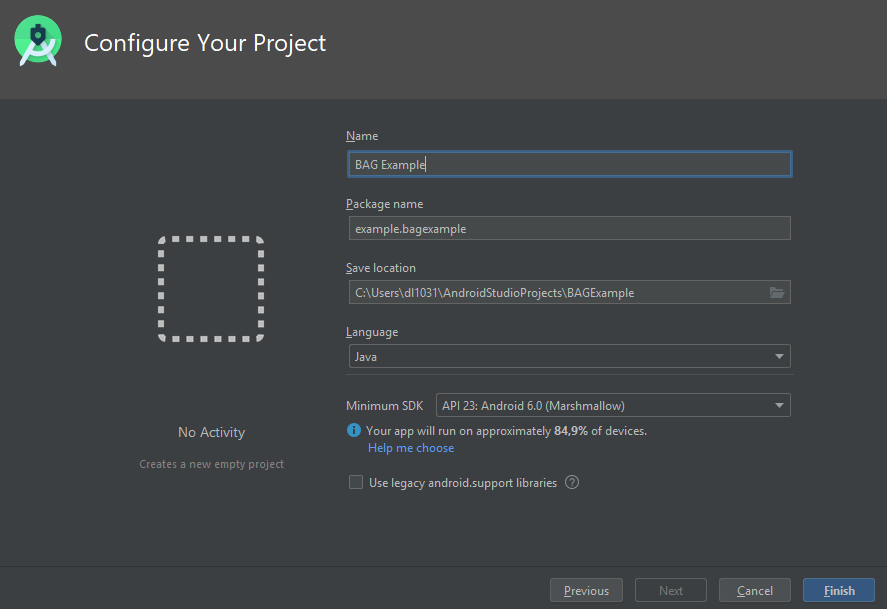 Configure Your Project
Name
BAG Example
Package name
example.bagexample
Save location
C:\Users\dl1031\AndroidStudioProjects\BAGExample
Language
Java
Minimum SDK API 23: Android 6.0 (Marshmallow)
Your app will run on approximately 84,9% of devices.
Help me choose
Use legacy android.support libraries ?
No Activity
Creates a new empty project
Previous Next Cancel Finish